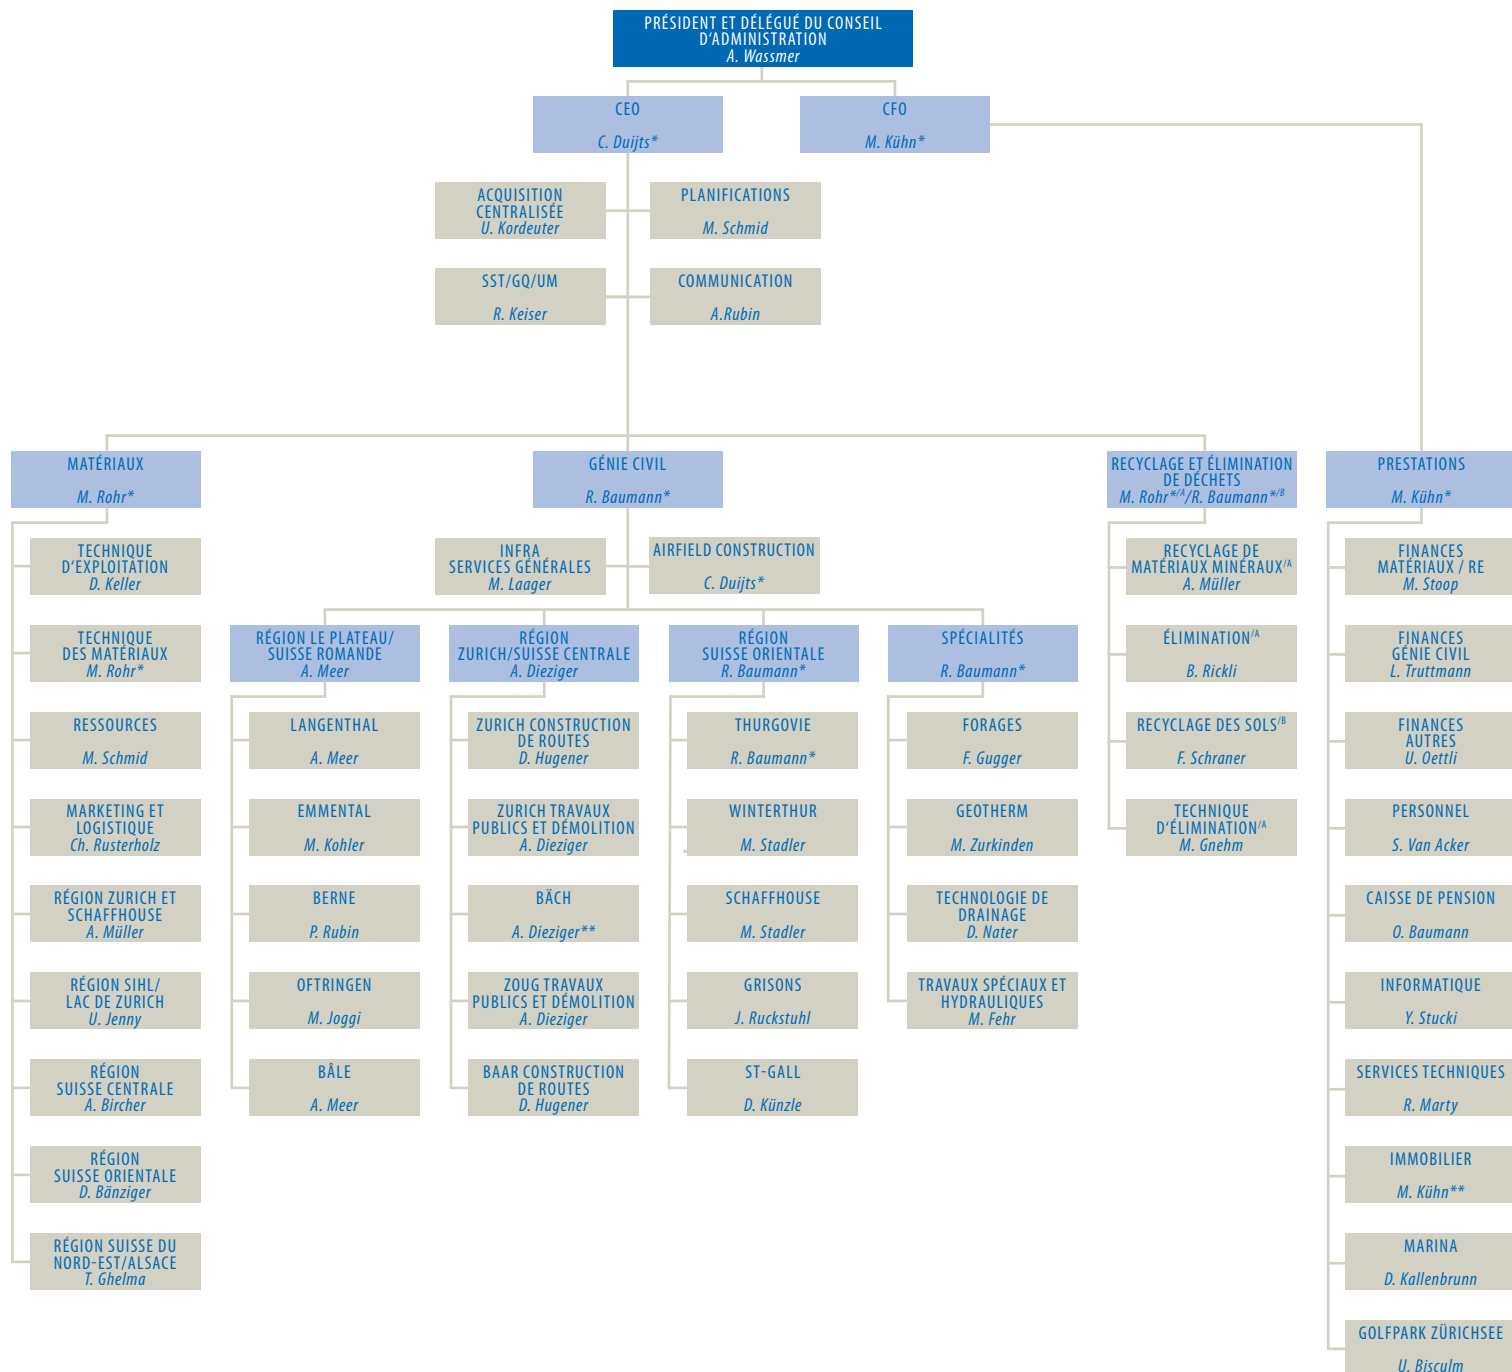 PRÉSIDENT ET DÉLÉGUÉ DU CONSEIL
D'ADMINISTRATION
A. Wassmer
CEO
C. Duijts*
CFO
M. Kühn*
ACQUISITION
CENTRALISÉE
U. Kordeuter
PLANIFICATIONS
M. Schmid
SST/GQ/UM
R. Keiser
COMMUNICATION
A.Rubin
MATÉRIAUX
M. Rohr*
GÉNIE CIVIL
R. Baumann*
RECYCLAGE ET ÉLIMINATION
DE DÉCHETS
M. Rohr*/A/R. Baumann*/B
PRESTATIONS
M. Kühn*
TECHNIQUE
D'EXPLOITATION
D. Keller
TECHNIQUE
DES MATÉRIAUX
M. Rohr*
RESSOURCES
M. Schmid
MARKETING ET
LOGISTIQUE
Ch. Rusterholz
RÉGION ZURICH ET
SCHAFFHOUSE
A. Müller
RÉGION SIHL/
LAC DE ZURICH
U. Jenny
RÉGION
SUISSE CENTRALE
A. Bircher
RÉGION
SUISSE ORIENTALE
D. Bänziger
RÉGION SUISSE DU
NORD-EST/ALSACE
T. Ghelma
INFRA
SERVICES GÉNÉRALES
M. Laager
AIRFIELD CONSTRUCTION
C. Duijts*
RÉGION LE PLATEAU/
SUISSE ROMANDE
A. Meer
LANGENTHAL
A. Meer
EMMENTAL
M. Kohler
BERNE
P. Rubin
OFTRINGEN
M. Joggi
BÂLE
A. Meer
RÉGION
ZURICH/SUISSE CENTRALE
A. Dieziger
ZURICH CONSTRUCTION
DE ROUTES
D. Hugener
ZURICH TRAVAUX
PUBLICS ET DÉMOLITION
A. Dieziger
BÄCH
A. Dieziger**
ZOUG TRAVAUX
PUBLICS ET DÉMOLITION
A. Dieziger
BAAR CONSTRUCTION
DE ROUTES
D. Hugener
RÉGION
SUISSE ORIENTALE
R. Baumann*
THURGOVIE
R. Baumann*
WINTERTHUR
M. Stadler
SCHAFFHOUSE
M. Stadler
GRISONS
J. Ruckstuhl
ST-GALL
D. Künzle
SPÉCIALITÉS
R. Baumann*
FORAGES
F. Gugger
GEOTHERM
M. Zurkinden
TECHNOLOGIE DE
DRAINAGE
D. Nater
TRAVAUX SPÉCIAUX ET
HYDRAULIQUES
M. Fehr
RECYCLAGE DE
MATÉRIAUX MINÉRAUX/A
A. Müller
ÉLIMINATION/A
B. Rickli
RECYCLAGE DES SOLS/B
F. Schraner
TECHNIQUE
D'ÉLIMINATION/A
M. Gnehm
FINANCES
MATÉRIAUX / RE
M. Stoop
FINANCES
GÉNIE CIVIL
L. Truttmann
FINANCES
AUTRES
U. Oettli
PERSONNEL
S. Van Acker
CAISSE DE PENSION
O. Baumann
INFORMATIQUE
Y. Stucki
SERVICES TECHNIQUES
R. Marty
IMMOBILIER
M. Kühn**
MARINA
D. Kallenbrunn
GOLFPARK ZÜRICHSEE
U. Bisculm